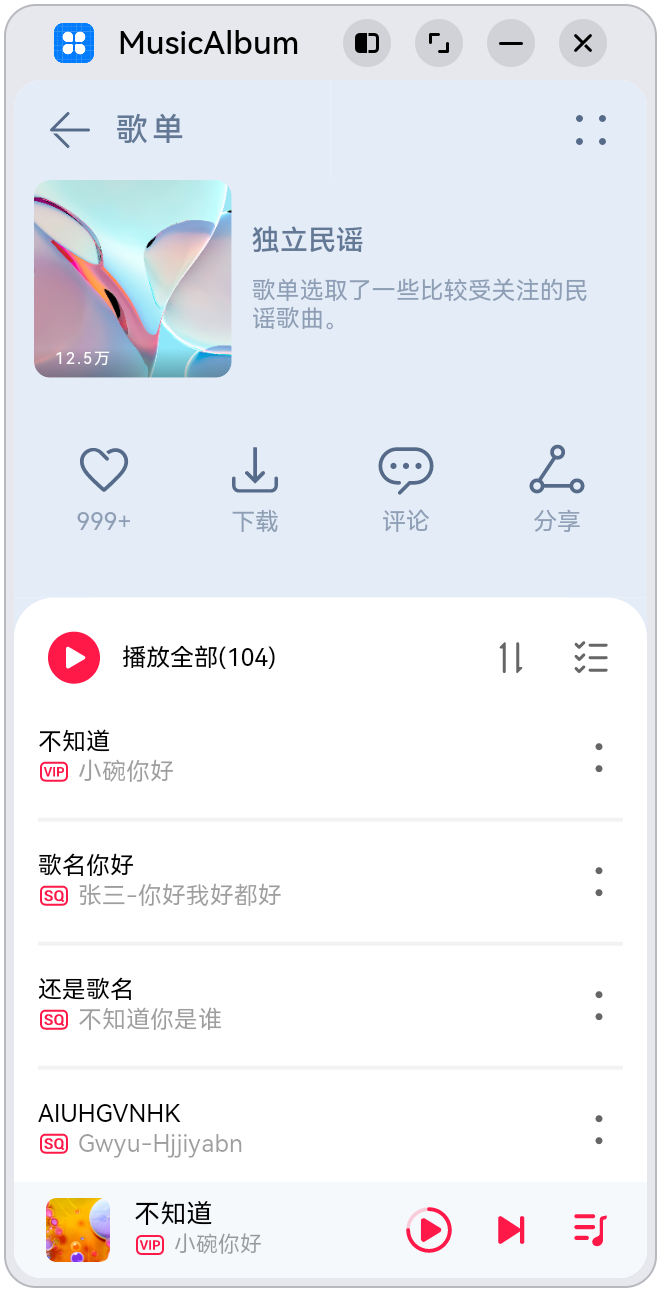 MusicAlbum
歌单
独立民谣
歌单选取了一些比较受关注的民
谣歌曲。
12.5万
999+
下载
评论
分享
播放全部(104)
不知道
VIP 小碗你好
歌名你好
SQ 张三-你好我好都好
还是歌名
SQ 不知道你是谁
AIUHGVNHK
SQ Gwyu-Hjjiyabn
不知道
VIP 小碗你好